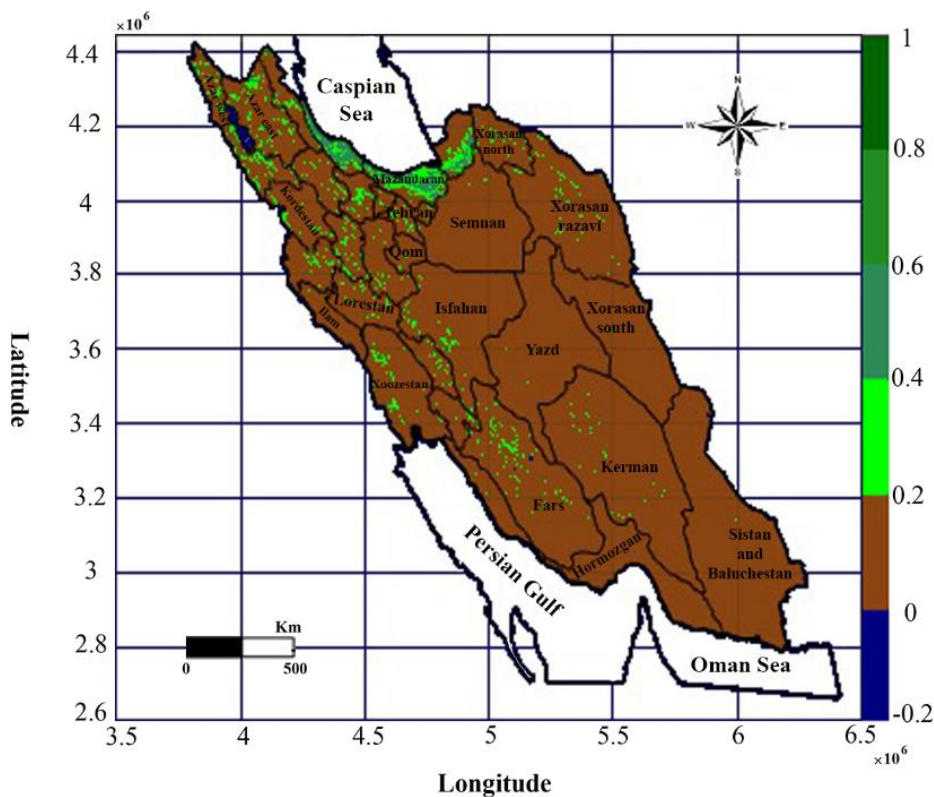 ×10⁶
4.4
4.2
4
3.8
3.6
3.4
3.2
3
2.8
2.6
Latitude
Caspian
Sea
Azar west
Azar east
Xorasan
north
Mazandaran
Kordestan
Tehran
Semnan
Xorasan
razavi
Qom
Lorestan
Isfahan
Xorasan
south
Ilam
Yazd
Xoozestan
Kerman
Fars
Hormozgan
Sistan
and
Baluchestan
Persian Gulf
Oman Sea
N
W
E
S
Km
0
500
1
0.8
0.6
0.4
0.2
0
-0.2
3.5
4
4.5
5
5.5
6
6.5
×10⁶
Longitude